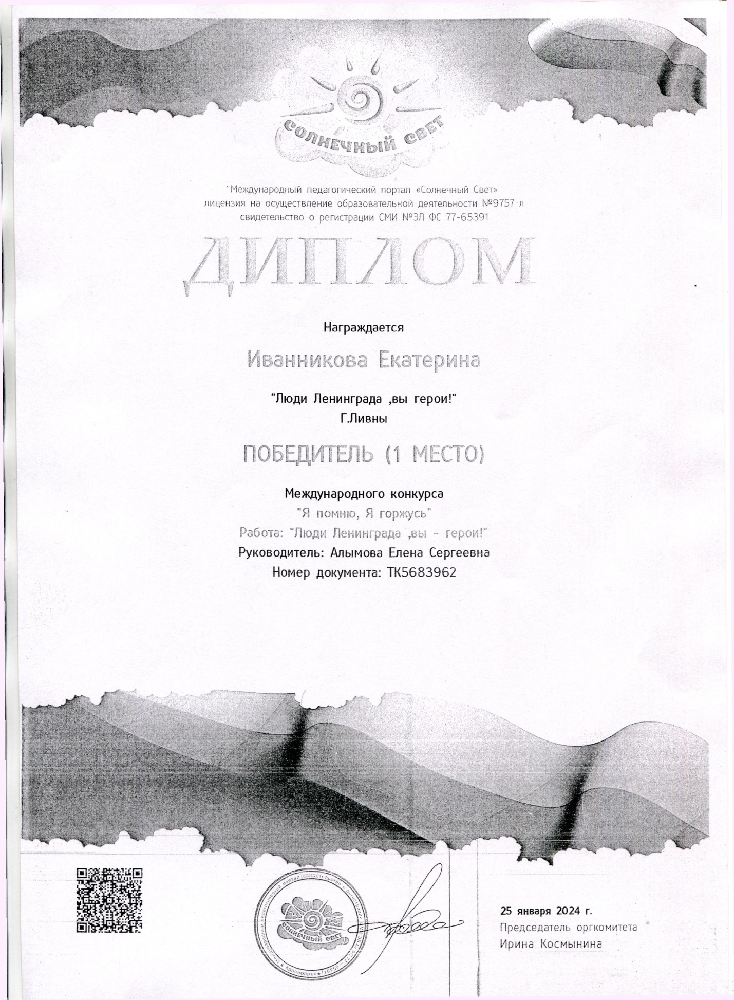 СОЛНЕЧНЫЙ СВЕТ
Международный педагогический портал «Солнечный Свет»
лицензия на осуществление образовательной деятельности №9757-л
свидетельство о регистрации СМИ №ЭЛ ФС 77-65391
ДИПЛОМ
Награждается
Иванникова Екатерина
"Люди Ленинграда ,вы герои!"
Г.Ливны
ПОБЕДИТЕЛЬ (1 МЕСТО)
Международного конкурса
"Я помню, Я горжусь"
Работа: "Люди Ленинграда ,вы - герои!"
Руководитель: Алымова Елена Сергеевна
Номер документа: ТК5683962
Международный педагогический портал (свидетельство о регистрации СМИ
Красноярск
СОЛНЕЧНЫЙ СВЕТ
25 января 2024 г.
Председатель оргкомитета
Ирина Космынина